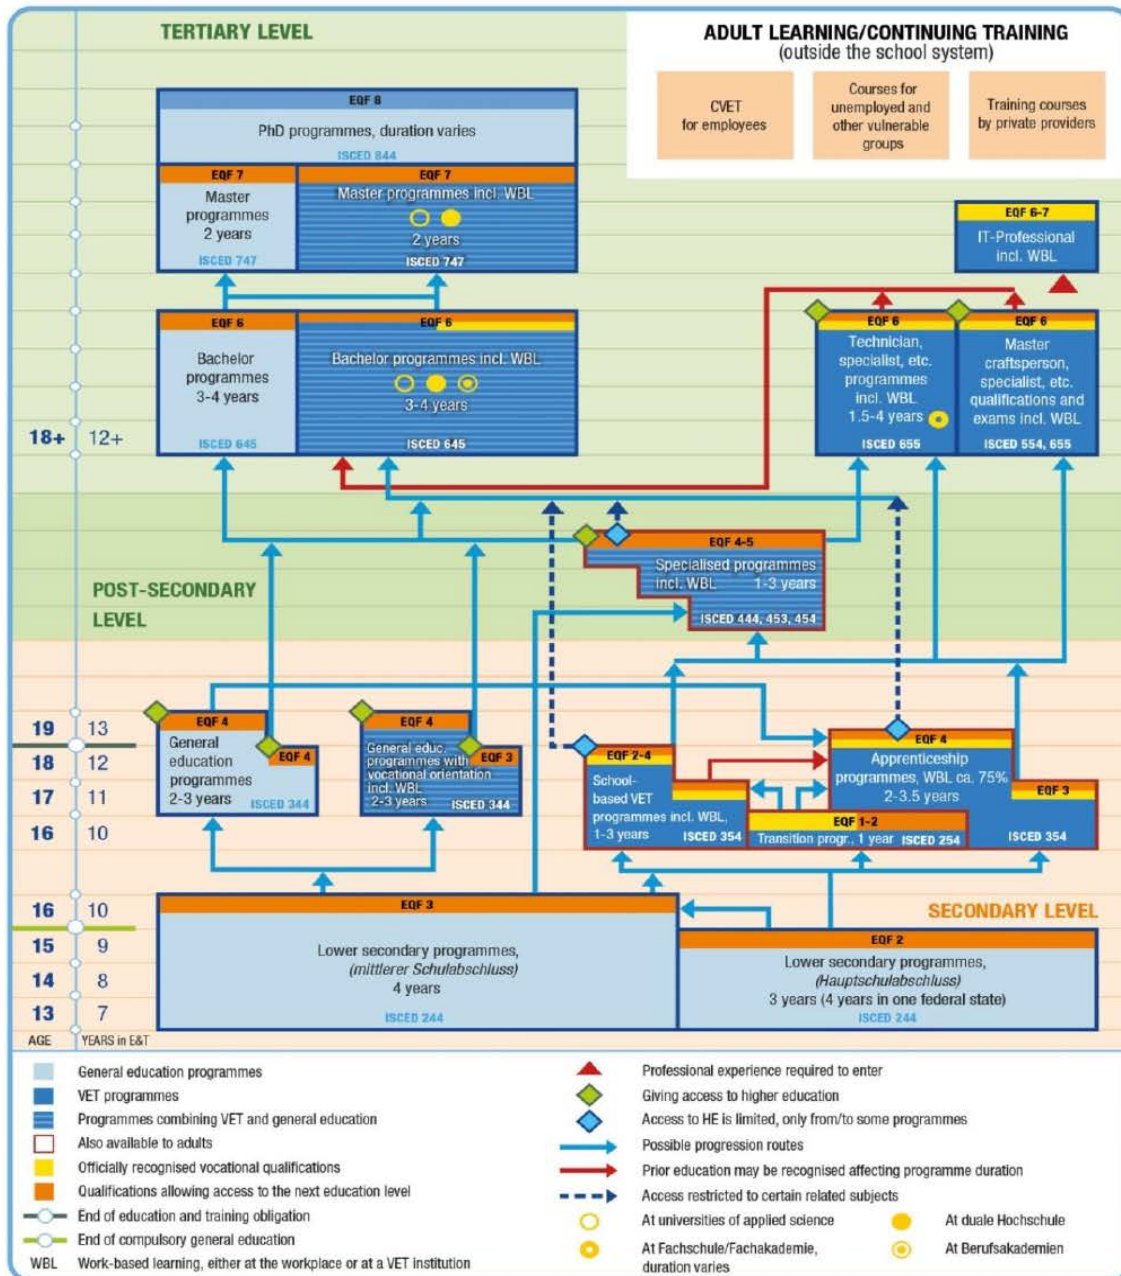 TERTIARY LEVEL
ADULT LEARNING/CONTINUING TRAINING
(outside the school system)
CVET
for employees
Courses for
unemployed and
other vulnerable
groups
Training courses
by private providers
EQF 8
PhD programmes, duration varies
ISCED 844
EQF 7
Master
programmes
2 years
ISCED 747
EQF 7
Master programmes incl. WBL
2 years
ISCED 747
EQF 6-7
IT-Professional
incl. WBL
EQF 6
Bachelor
programmes
3-4 years
ISCED 645
EQF 6
Bachelor programmes incl. WBL
3-4 years
ISCED 645
EQF 6
Technician,
specialist, etc.
programmes
incl. WBL
1.5-4 years
ISCED 655
EQF 6
Master
craftsperson,
specialist, etc.
qualifications and
exams incl. WBL
ISCED 554, 655
18+ 12+
POST-SECONDARY
LEVEL
EQF 4-5
Specialised programmes
incl. WBL 1-3 years
ISCED 444, 453, 454
19 13
18 12
17 11
16 10
EQF 4
General
education
programmes
2-3 years
EQF 4
ISCED 344
EQF 4
General educ.
programmes with
vocational orientation
incl. WBL
2-3 years
EQF 3
ISCED 344
EQF 2-4
School-
based VET
programmes incl. WBL,
1-3 years
ISCED 354
EQF 4
Apprenticeship
programmes, WBL ca. 75%
2-3.5 years
EQF 3
ISCED 354
EQF 1-2
Transition progr., 1 year ISCED 254
SECONDARY LEVEL
16 10
15 9
14 8
13 7
AGE YEARS in E&T
EQF 3
Lower secondary programmes,
(mittlerer Schulabschluss)
4 years
ISCED 244
EQF 2
Lower secondary programmes,
(Hauptschulabschluss)
3 years (4 years in one federal state)
ISCED 244
General education programmes
VET programmes
Programmes combining VET and general education
Also available to adults
Officially recognised vocational qualifications
Qualifications allowing access to the next education level
End of education and training obligation
End of compulsory general education
WBL Work-based learning, either at the workplace or at a VET institution
Professional experience required to enter
Giving access to higher education
Access to HE is limited, only from/to some programmes
Possible progression routes
Prior education may be recognised affecting programme duration
Access restricted to certain related subjects
At universities of applied science
At duale Hochschule
At Fachschule/Fachakademie,
duration varies
At Berufsakademien